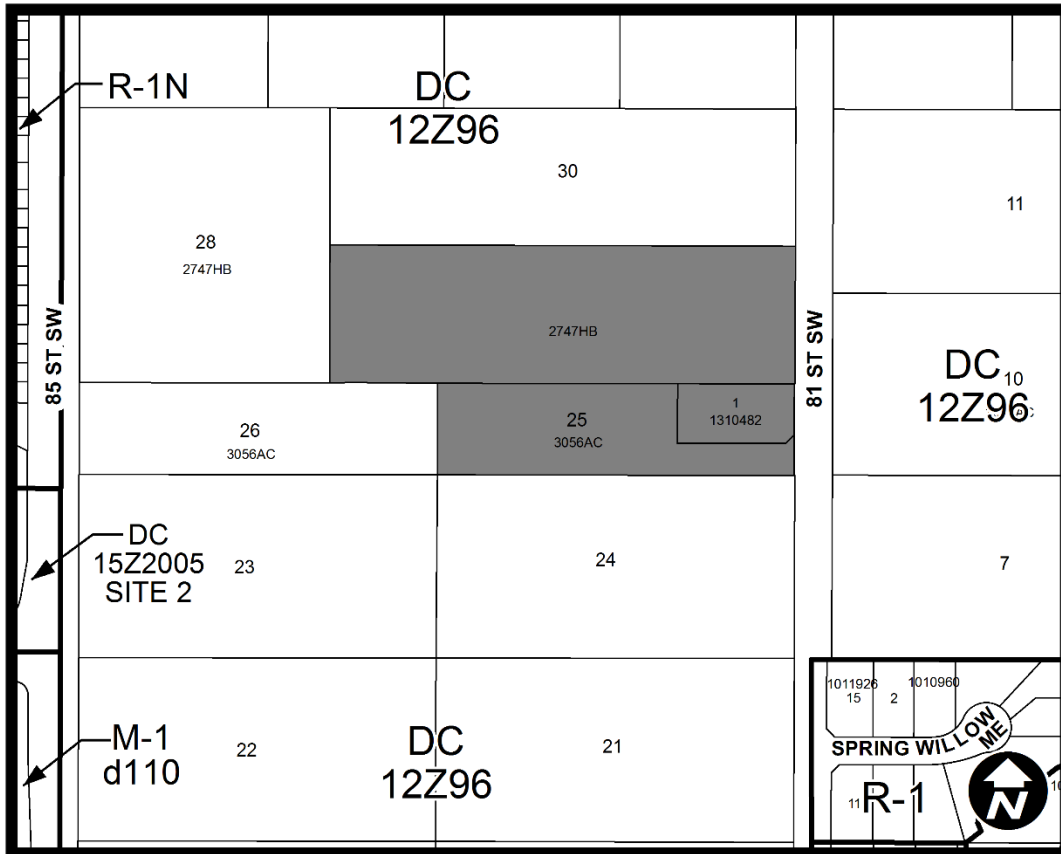 R-1N
DC
12Z96
30
11
28
2747HB
85 ST SW
2747HB
81 ST SW
DC
10
12Z96
1
1310482
25
3056AC
26
3056AC
DC
15Z2005
SITE 2
23
24
7
1011926
15
2
1010960
SPRING WILLOW
ME
M-1
d110
22
DC
12Z96
21
11
R-1
N